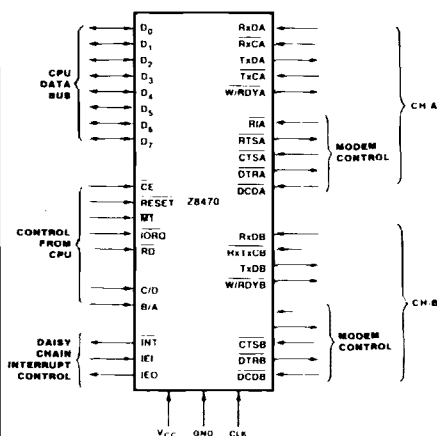 CPU
DATA
BUS
D0
D1
D2
D3
D4
D5
D6
D7
CONTROL
FROM
CPU
CE
RESET
M1
IORQ
RD
C/D
B/A
DAISY
CHAIN
INTERRUPT
CONTROL
INT
IEI
IEO
Z8470
RxDA
RxCA
TxDA
TxCA
W/RDYA
RIA
RTSA
CTSA
DTRA
DCDA
MODEM
CONTROL
CH-A
RxDB
RxTxCB
TxDB
W/RDYB
CTSB
DTRB
DCDB
MODEM
CONTROL
CH-B
VCC
GND
CLK